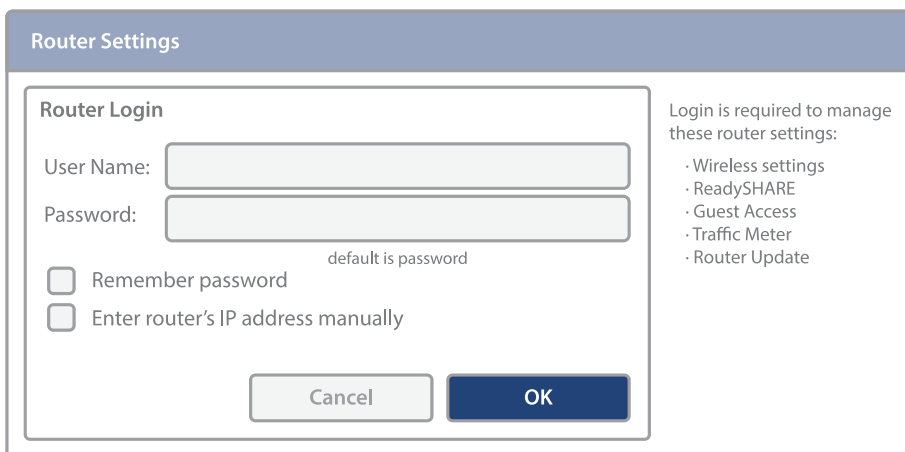 Router Settings
Router Login
User Name:
Password:
default is password
Remember password
Enter router's IP address manually
Cancel
OK
Login is required to manage
these router settings:
· Wireless settings
· ReadySHARE
· Guest Access
· Traffic Meter
· Router Update